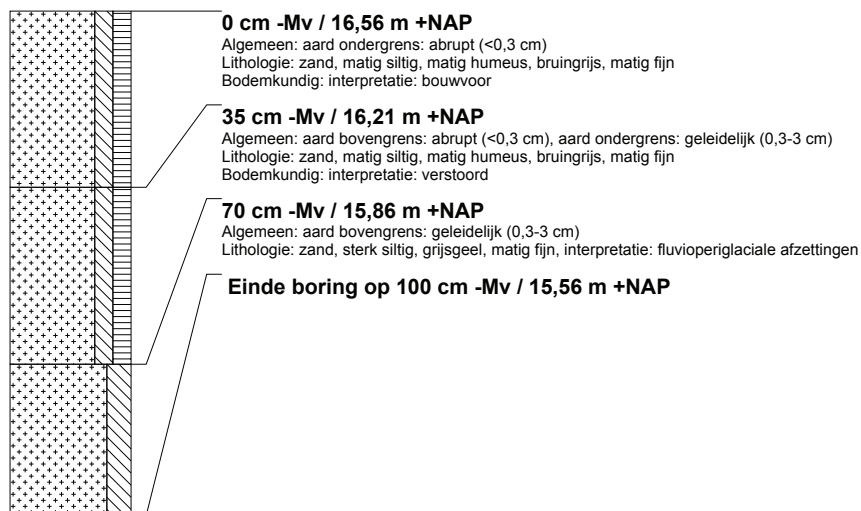 0 cm -Mv / 16,56 m +NAP
Algemeen: aard ondergrens: abrupt (<0,3 cm)
Lithologie: zand, matig siltig, matig humeus, bruingrijs, matig fijn
Bodemkundig: interpretatie: bouwvoor
35 cm -Mv / 16,21 m +NAP
Algemeen: aard bovengrens: abrupt (<0,3 cm), aard ondergrens: geleidelijk (0,3-3 cm)
Lithologie: zand, matig siltig, matig humeus, bruingrijs, matig fijn
Bodemkundig: interpretatie: verstoord
70 cm -Mv / 15,86 m +NAP
Algemeen: aard bovengrens: geleidelijk (0,3-3 cm)
Lithologie: zand, sterk siltig, grijsgeel, matig fijn, interpretatie: fluvioperiglaciale afzettingen
Einde boring op 100 cm -Mv / 15,56 m +NAP